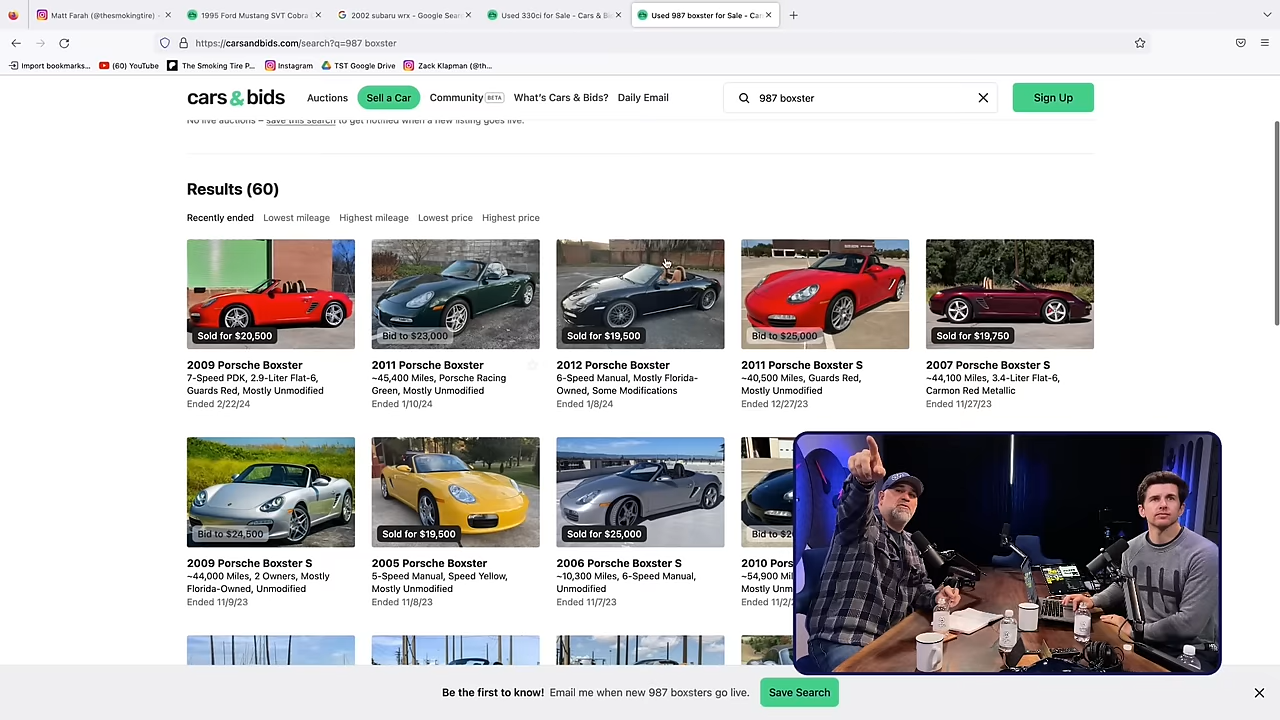 Matt Farah (@thesmokingtire)
1995 Ford Mustang SVT Cobra
2002 subaru wrx - Google Sear
Used 330ci for Sale - Cars & Bi
Used 987 boxster for Sale - Car
https://carsandbids.com/search?q=987 boxster
Import bookmarks...
(60) YouTube
The Smoking Tire P...
Instagram
TST Google Drive
Zack Klapman (@th...
cars&bids
Auctions
Sell a Car
Community BETA
What's Cars & Bids?
Daily Email
987 boxster
Sign Up
No live auctions – save this search to get notified when a new listing goes live.
Results (60)
Recently ended
Lowest mileage
Highest mileage
Lowest price
Highest price
Sold for $20,500
2009 Porsche Boxster
7-Speed PDK, 2.9-Liter Flat-6,
Guards Red, Mostly Unmodified
Ended 2/22/24
Bid to $23,000
2011 Porsche Boxster
~45,400 Miles, Porsche Racing
Green, Mostly Unmodified
Ended 1/10/24
Sold for $19,500
2012 Porsche Boxster
6-Speed Manual, Mostly Florida-
Owned, Some Modifications
Ended 1/8/24
Bid to $25,000
2011 Porsche Boxster S
~40,500 Miles, Guards Red,
Mostly Unmodified
Ended 12/27/23
Sold for $19,750
2007 Porsche Boxster S
~44,100 Miles, 3.4-Liter Flat-6,
Carmon Red Metallic
Ended 11/27/23
Bid to $24,500
2009 Porsche Boxster S
~44,000 Miles, 2 Owners, Mostly
Florida-Owned, Unmodified
Ended 11/9/23
Sold for $19,500
2005 Porsche Boxster
5-Speed Manual, Speed Yellow,
Mostly Unmodified
Ended 11/8/23
Sold for $25,000
2006 Porsche Boxster S
~10,300 Miles, 6-Speed Manual,
Unmodified
Ended 11/7/23
Bid to $2
2010 Pors
~54,900 Mil
Mostly Unm
Ended 11/2/2
Be the first to know! Email me when new 987 boxsters go live.
Save Search